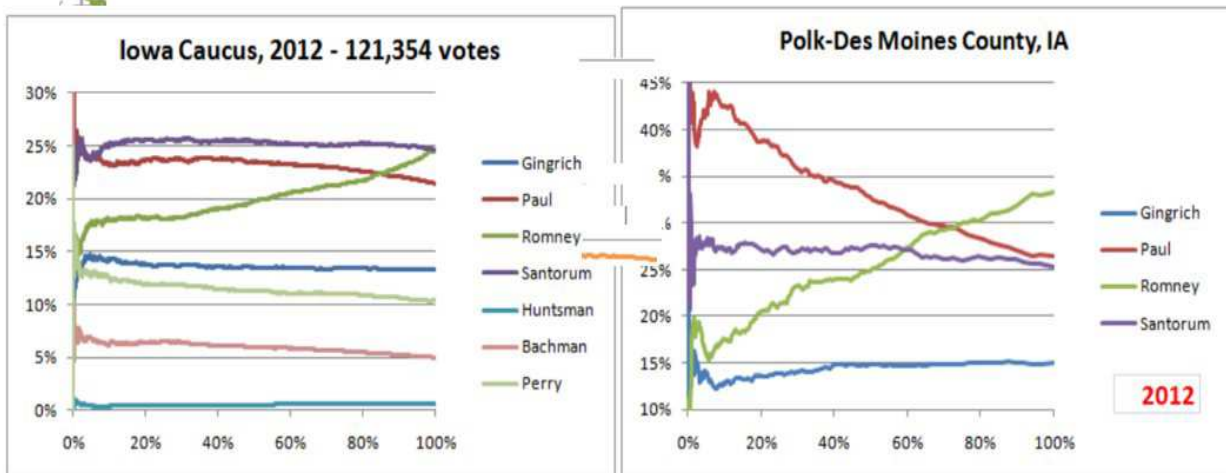 Iowa Caucus, 2012 - 121,354 votes
30%
25%
20%
15%
10%
5%
0%
0%
20%
40%
60%
80%
100%
Gingrich
Paul
Romney
Santorum
Huntsman
Bachman
Perry
Polk-Des Moines County, IA
45%
40%
%
%
25%
20%
15%
10%
0%
20%
40%
60%
80%
100%
Gingrich
Paul
Romney
Santorum
2012